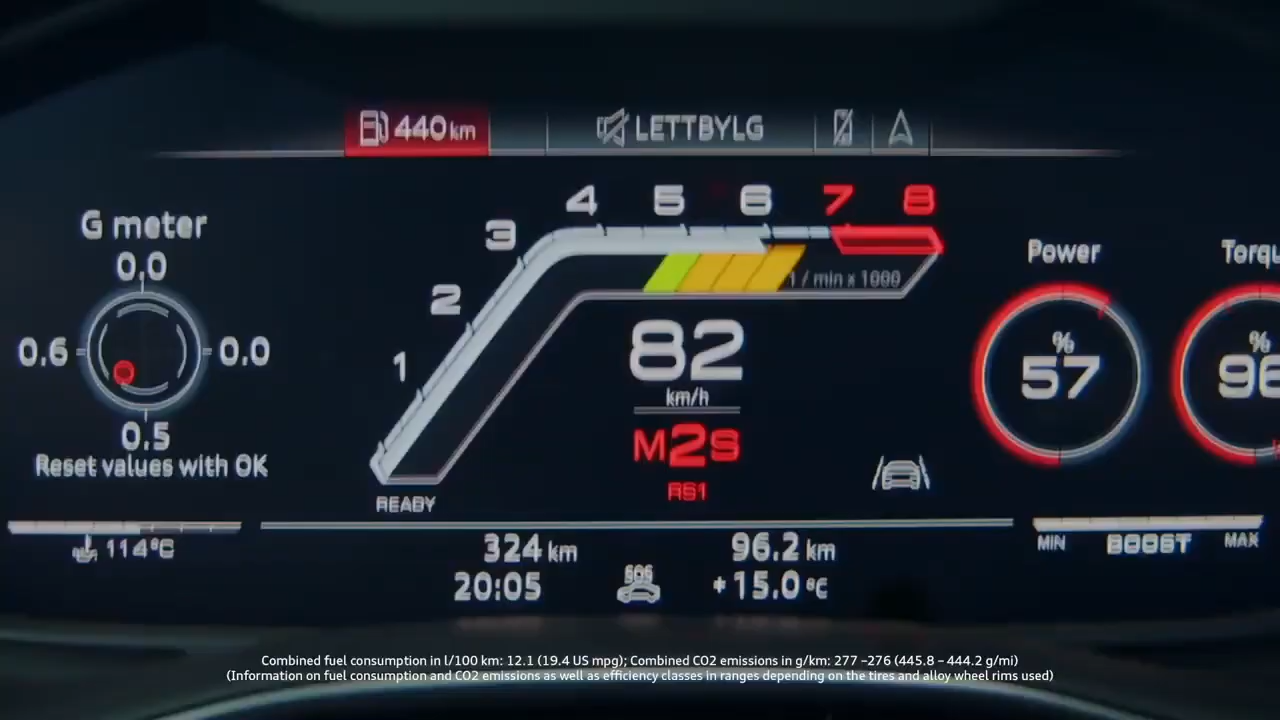 440 km
LETTBYLG
G meter
0.0
0.6
0.0
0.5
Reset values with OK
1
2
3
4
5
6
7
8
1 / min x 1000
82
km/h
M2S
RS1
READY
Power
%
57
%
114°C
324 km
96.2 km
20:05
SOS
+15.0 °C
MIN
BOOST
MAX
Combined fuel consumption in l/100 km: 12.1 (19.4 US mpg); Combined CO2 emissions in g/km: 277 –276 (445.8 – 444.2 g/mi)
(Information on fuel consumption and CO2 emissions as well as efficiency classes in ranges depending on the tires and alloy wheel rims used)